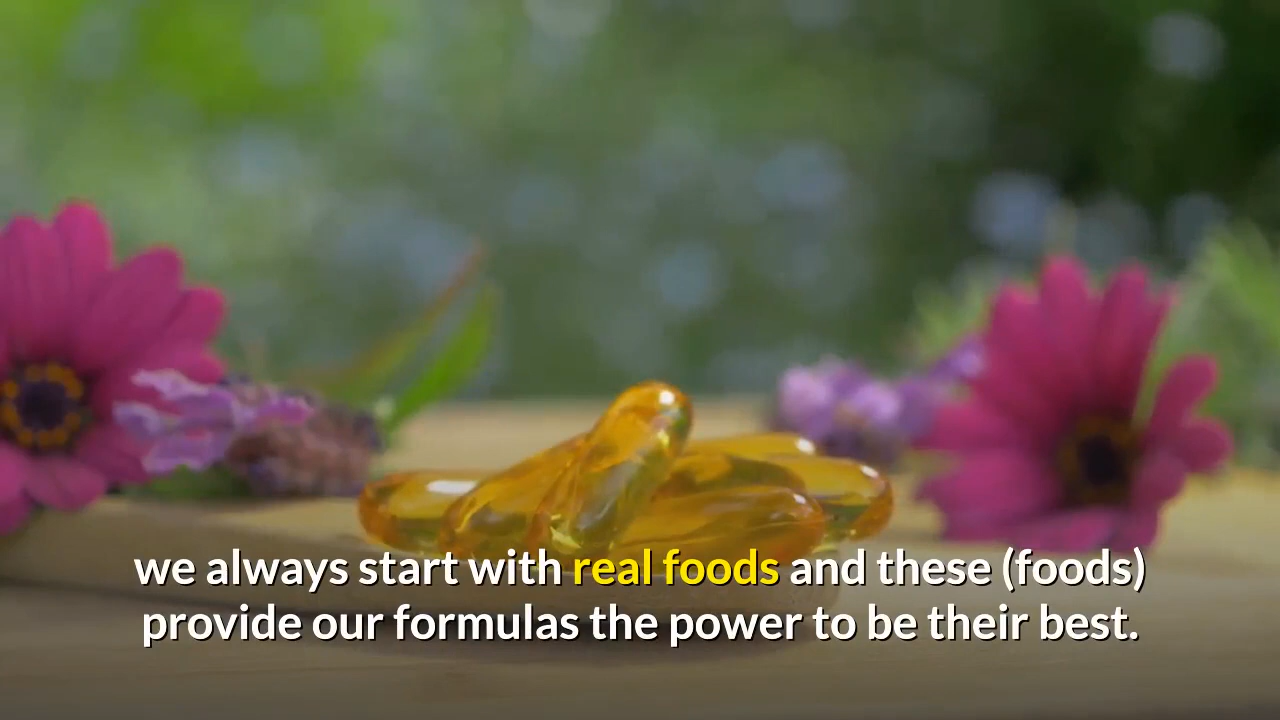 we always start with real foods and these (foods)
provide our formulas the power to be their best.